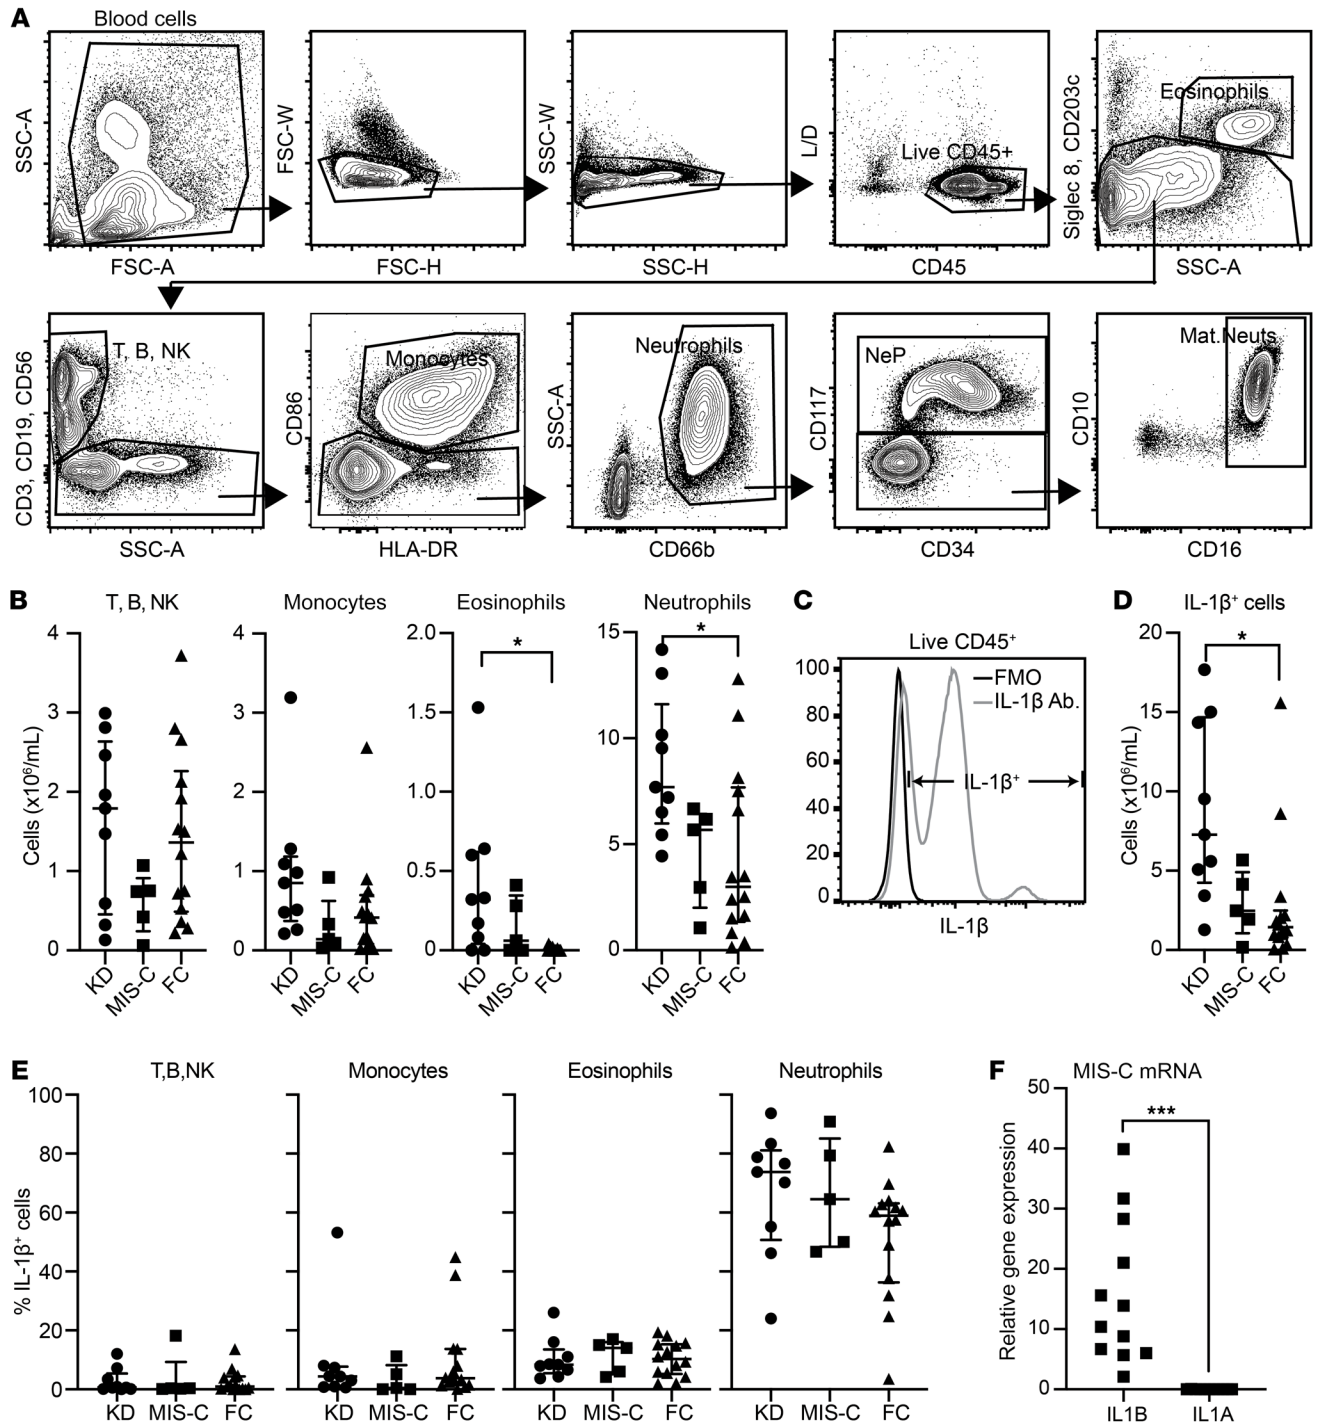 A
Blood cells
SSC-A
FSC-A
FSC-W
FSC-H
SSC-W
SSC-H
L/D
Live CD45+
CD45
Siglec 8, CD203c
Eosinophils
SSC-A
CD3, CD19, CD56
T, B, NK
SSC-A
CD86
Monocytes
HLA-DR
SSC-A
Neutrophils
CD66b
CD117
NeP
CD34
CD10
Mat.Neuts
CD16
B
T, B, NK
Cells (x10⁶/mL)
4
3
2
1
0
KD
MIS-C
FC
Monocytes
4
3
2
1
0
KD
MIS-C
FC
Eosinophils
2.0
1.5
1.0
0.5
0
*
KD
MIS-C
FC
Neutrophils
15
10
5
0
*
KD
MIS-C
FC
C
Live CD45⁺
100
80
60
40
20
0
FMO
IL-1β Ab.
IL-1β⁺
IL-1β
D
IL-1β⁺ cells
Cells (x10⁶/mL)
20
15
10
5
0
*
KD
MIS-C
FC
E
T,B,NK
% IL-1β⁺ cells
100
80
60
40
20
0
KD
MIS-C
FC
Monocytes
KD
MIS-C
FC
Eosinophils
KD
MIS-C
FC
Neutrophils
KD
MIS-C
FC
F
MIS-C mRNA
Relative gene expression
50
40
30
20
10
0
***
IL1B
IL1A